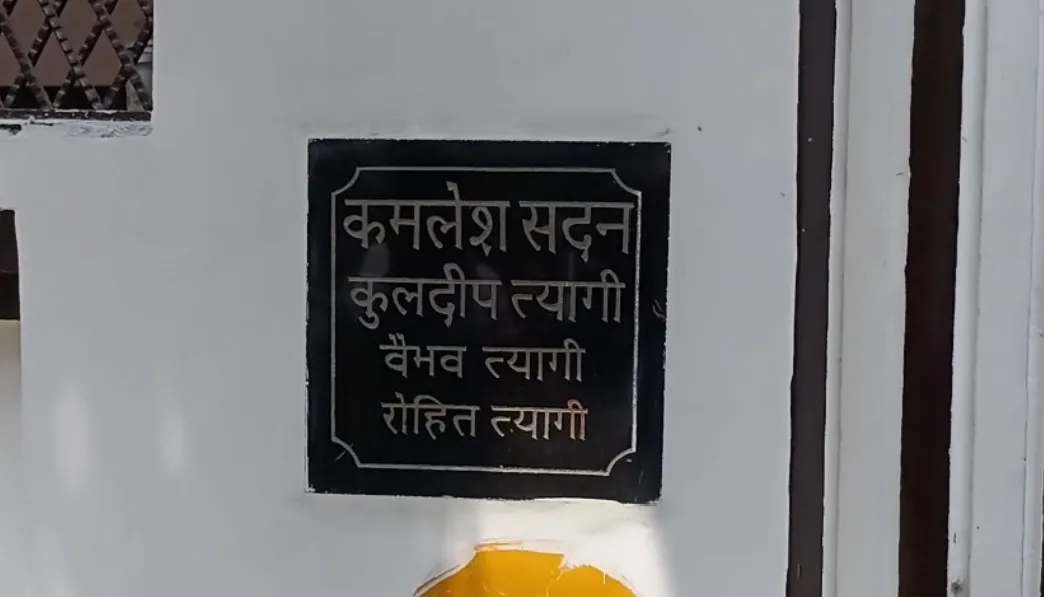 कमलेश सदन
कुलदीप त्यागी
वैभव त्यागी
रोहित त्यागी